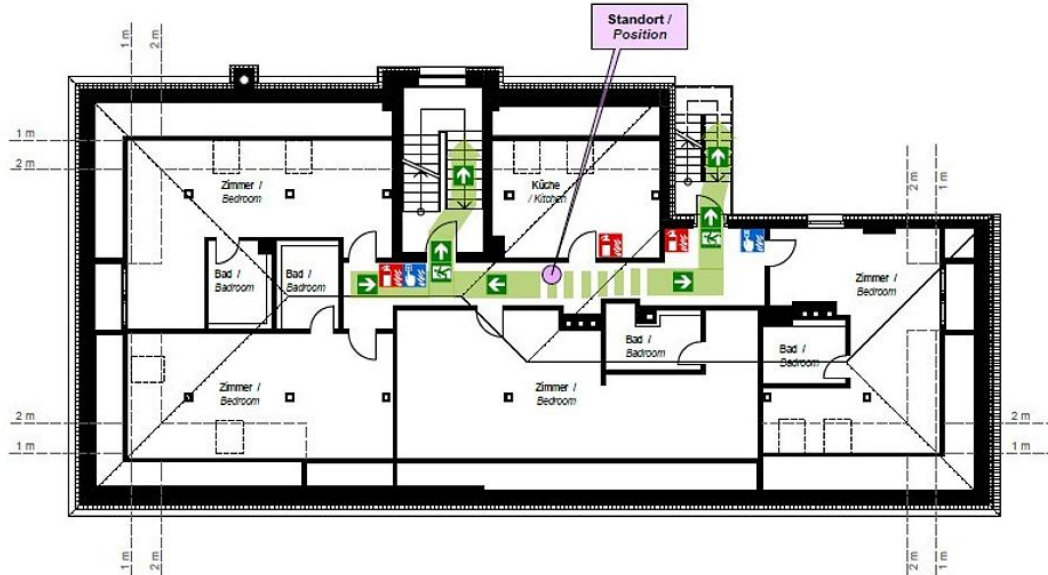 Standort /
Position
1 m
2 m
1 m
2 m
2 m
1 m
Zimmer /
Bedroom
Küche
/ Kitchen
Bad /
Badroom
Bad /
Badroom
Zimmer /
Bedroom
Zimmer /
Bedroom
Zimmer /
Bedroom
Bad /
Badroom
Bad /
Badroom
2 m
1 m
2 m
1 m
1 m
2 m
2 m
1 m